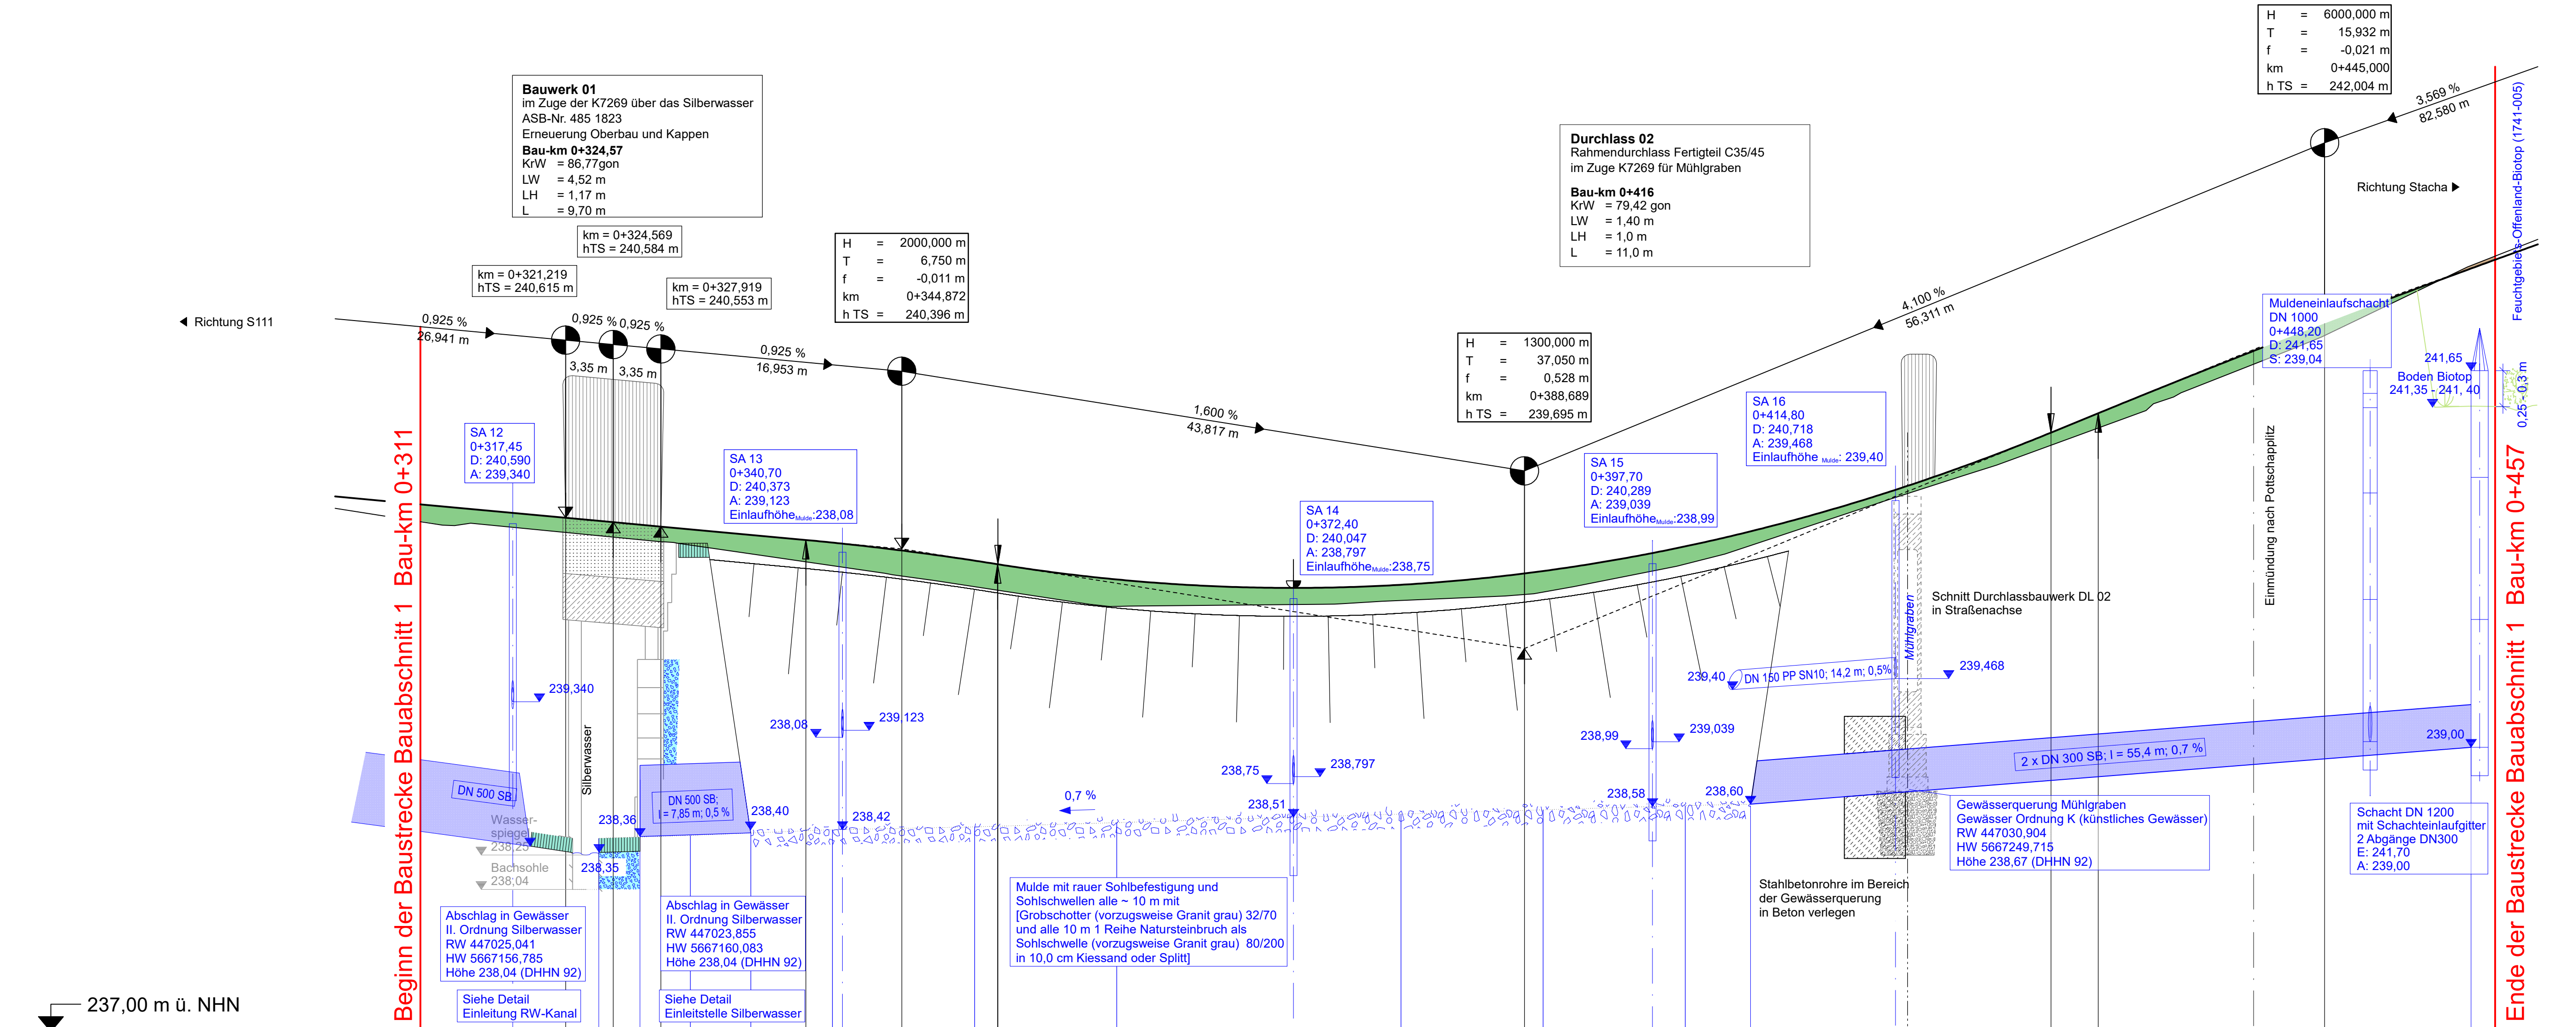 H = 6000,000 m
T = 15,932 m
f = -0,021 m
km 0+445,000
h TS = 242,004 m
3,569 %
82,580 m
Feuchtgebiets-Offenland-Biotop (1741-005)
Richtung Stacha
Bauwerk 01
im Zuge der K7269 über das Silberwasser
ASB-Nr. 485 1823
Erneuerung Oberbau und Kappen
Bau-km 0+324,57
KrW = 86,77gon
LW = 4,52 m
LH = 1,17 m
L = 9,70 m
Durchlass 02
Rahmendurchlass Fertigteil C35/45
im Zuge K7269 für Mühlgraben
Bau-km 0+416
KrW = 79,42 gon
LW = 1,40 m
LH = 1,0 m
L = 11,0 m
km = 0+324,569
hTS = 240,584 m
km = 0+321,219
hTS = 240,615 m
km = 0+327,919
hTS = 240,553 m
H = 2000,000 m
T = 6,750 m
f = -0,011 m
km 0+344,872
h TS = 240,396 m
Richtung S111
0,925 %
26,941 m
0,925 %
0,925 %
3,35 m
3,35 m
0,925 %
16,953 m
1,600 %
43,817 m
H = 1300,000 m
T = 37,050 m
f = 0,528 m
km 0+388,689
h TS = 239,695 m
4,100 %
56,311 m
Muldeneinlaufschacht
DN 1000
0+448,20
D: 241,65
S: 239,04
241,65
Boden Biotop
241,35 - 241, 40
0,25 - 0,3 m
SA 12
0+317,45
D: 240,590
A: 239,340
SA 13
0+340,70
D: 240,373
A: 239,123
Einlaufhöhe Mulde:238,08
SA 14
0+372,40
D: 240,047
A: 238,797
Einlaufhöhe Mulde:238,75
SA 15
0+397,70
D: 240,289
A: 239,039
Einlaufhöhe Mulde:238,99
SA 16
0+414,80
D: 240,718
A: 239,468
Einlaufhöhe Mulde: 239,40
Beginn der Baustrecke Bauabschnitt 1 Bau-km 0+311
Ende der Baustrecke Bauabschnitt 1 Bau-km 0+457
Einmündung nach Pottschapplitz
Mühlgraben
Schnitt Durchlassbauwerk DL 02
in Straßenachse
239,340
Silberwasser
238,08
239,123
238,75
238,797
238,99
239,039
239,40
DN 150 PP SN10; 14,2 m; 0,5%
239,468
2 x DN 300 SB; l = 55,4 m; 0,7 %
239,00
DN 500 SB
DN 500 SB;
l = 7,85 m; 0,5 %
Wasser-
spiegel
238,25
Bachsohle
238,04
238,36
238,35
238,40
238,42
0,7 %
238,51
238,58
238,60
Gewässerquerung Mühlgraben
Gewässer Ordnung K (künstliches Gewässer)
RW 447030,904
HW 5667249,715
Höhe 238,67 (DHHN 92)
Schacht DN 1200
mit Schachteinlaufgitter
2 Abgänge DN300
E: 241,70
A: 239,00
Stahlbetonrohre im Bereich
der Gewässerquerung
in Beton verlegen
Mulde mit rauer Sohlbefestigung und
Sohlschwellen alle ~ 10 m mit
[Grobschotter (vorzugsweise Granit grau) 32/70
und alle 10 m 1 Reihe Natursteinbruch als
Sohlschwelle (vorzugsweise Granit grau) 80/200
in 10,0 cm Kiessand oder Splitt]
Abschlag in Gewässer
II. Ordnung Silberwasser
RW 447025,041
HW 5667156,785
Höhe 238,04 (DHHN 92)
Abschlag in Gewässer
II. Ordnung Silberwasser
RW 447023,855
HW 5667160,083
Höhe 238,04 (DHHN 92)
Siehe Detail
Einleitung RW-Kanal
Siehe Detail
Einleitstelle Silberwasser
237,00 m ü. NHN